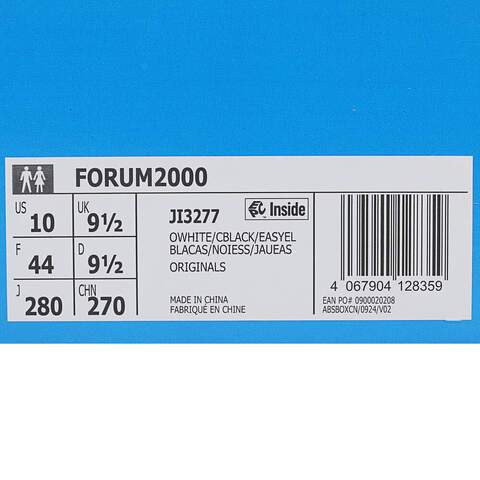 FORUM2000
US 10 UK 9½
F 44 D 9½
J 280 CHN 270
JI3277 Inside
OWHITE/CBLACK/EASYEL
BLACAS/NOIESS/JAUEAS
ORIGINALS
MADE IN CHINA
FABRIQUÉ EN CHINE
4 067904 128359
EAN PO# 0900020208
ABSBOXCN/0924/V02